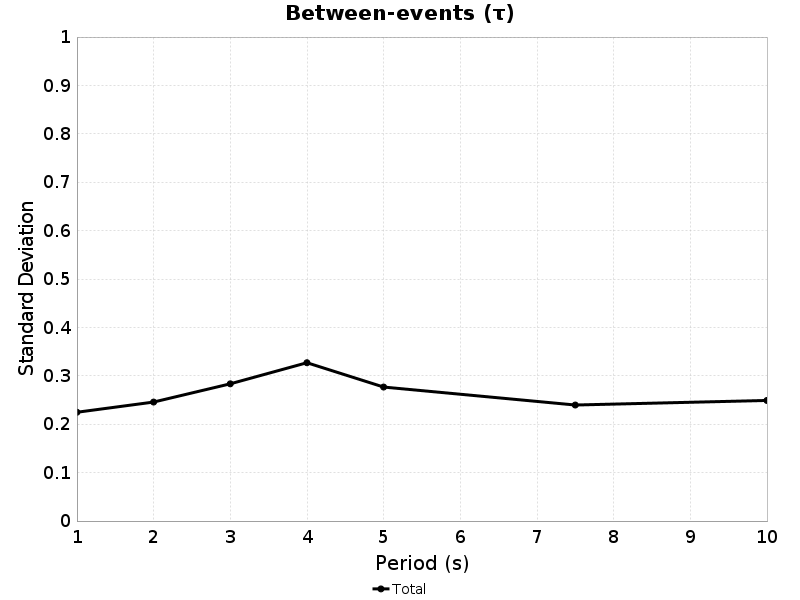 Between-events (τ)
1
0.9
0.8
0.7
0.6
0.5
0.4
0.3
0.2
0.1
0
Standard Deviation
1 2 3 4 5 6 7 8 9 10
Period (s)
Total